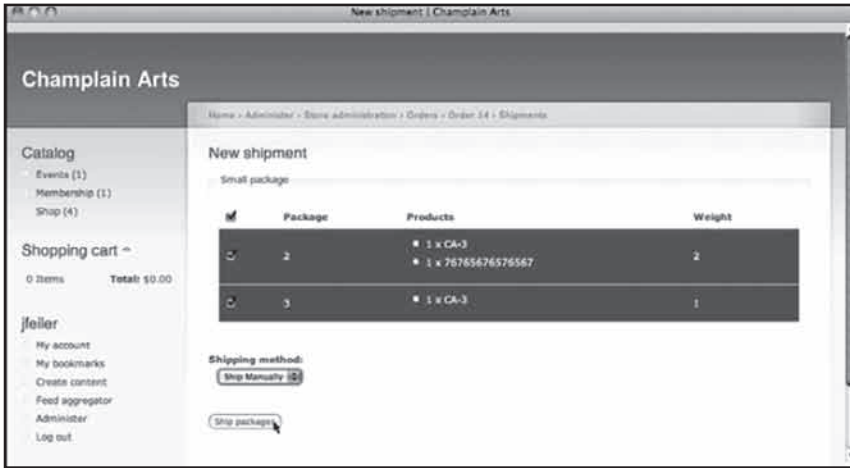 New shipment | Champlain Arts
Champlain Arts
Home › Administer › Store administration › Orders › Order 14 › Shipments
Catalog
Events (1)
Membership (1)
Shop (4)
Shopping cart
0 Items Total: $0.00
jfeiler
My account
My bookmarks
Create content
Feed aggregator
Administer
Log out
New shipment
Small package
Package Products Weight
2 1 x CA-3 2
1 x 76765676576567
3 1 x CA-3 1
Shipping method:
Ship Manually
Ship packages